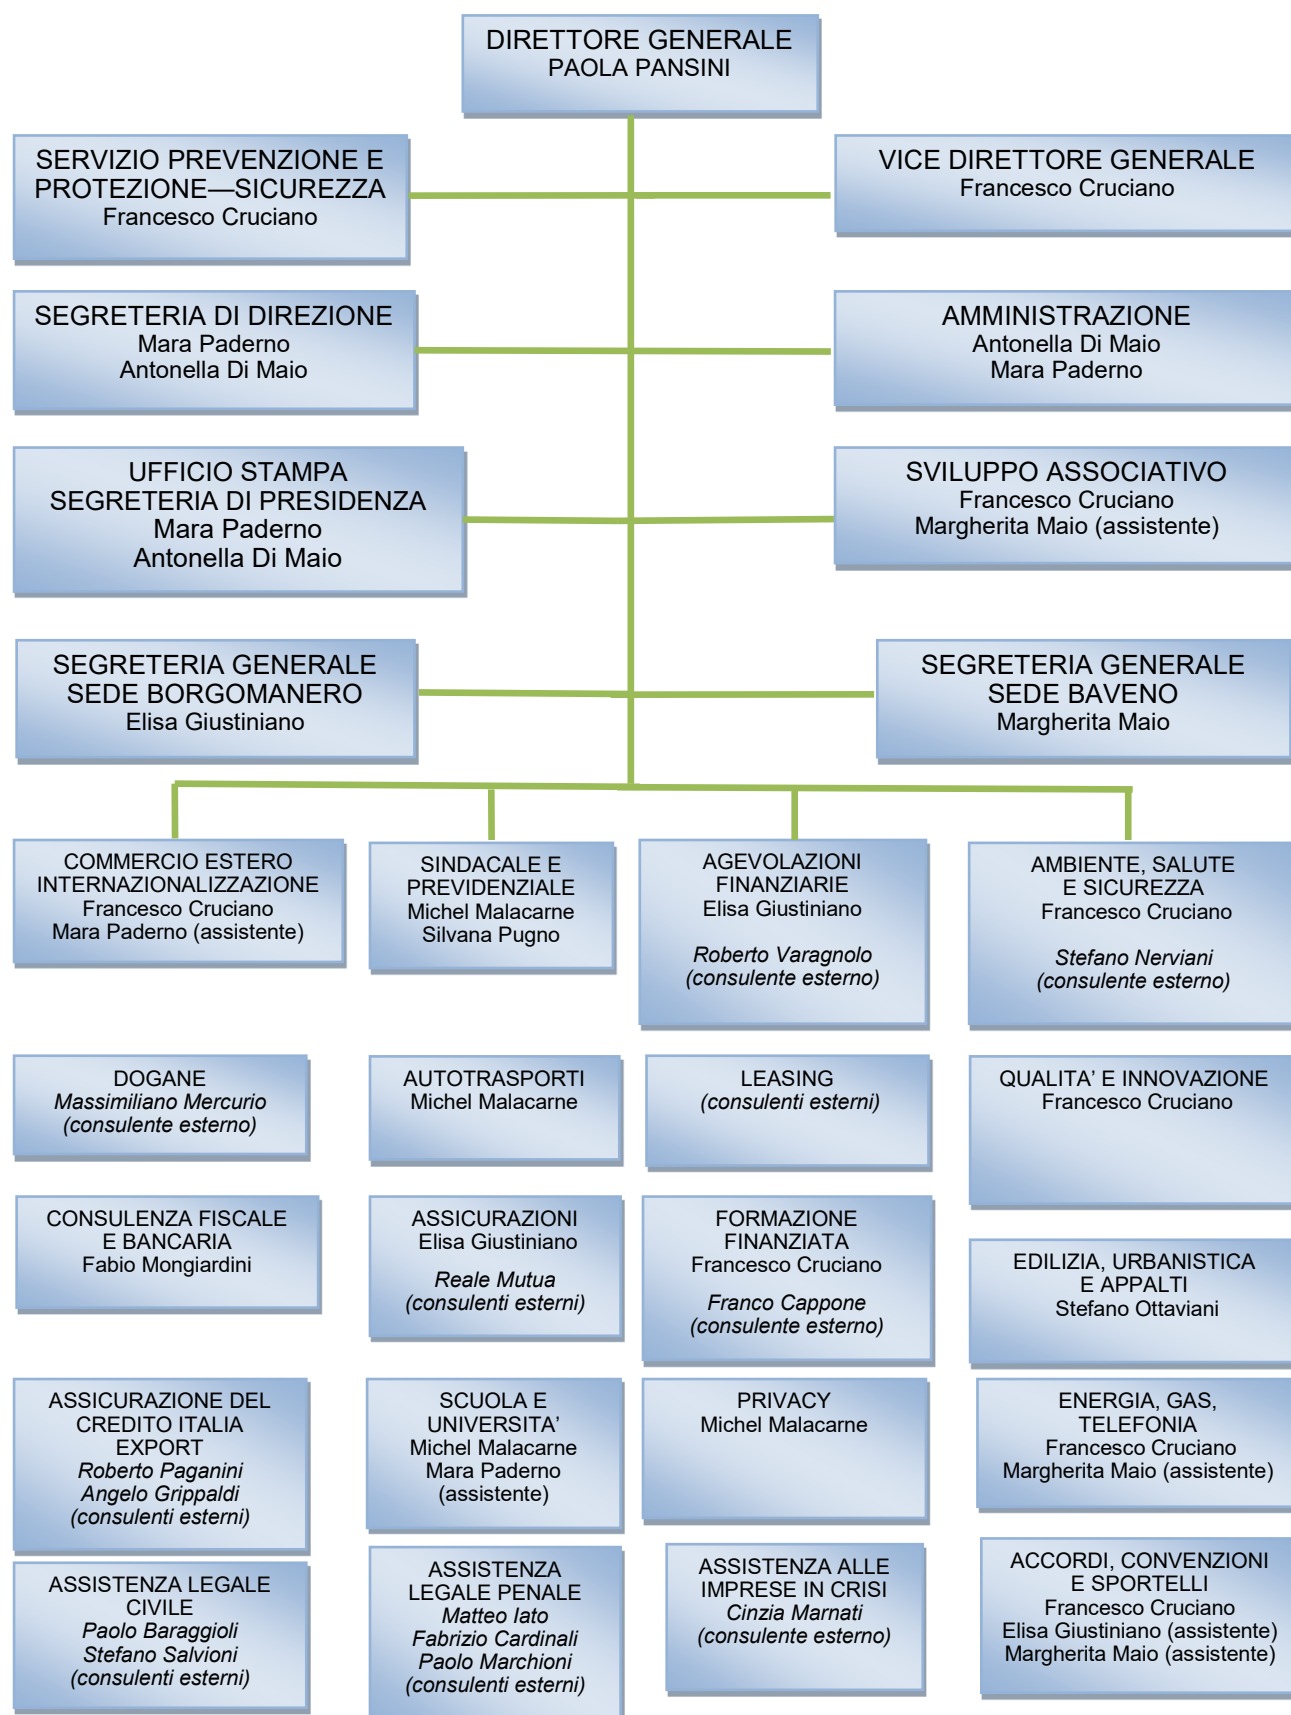 DIRETTORE GENERALE
PAOLA PANSINI
SERVIZIO PREVENZIONE E
PROTEZIONE—SICUREZZA
Francesco Cruciano
VICE DIRETTORE GENERALE
Francesco Cruciano
SEGRETERIA DI DIREZIONE
Mara Paderno
Antonella Di Maio
AMMINISTRAZIONE
Antonella Di Maio
Mara Paderno
UFFICIO STAMPA
SEGRETERIA DI PRESIDENZA
Mara Paderno
Antonella Di Maio
SVILUPPO ASSOCIATIVO
Francesco Cruciano
Margherita Maio (assistente)
SEGRETERIA GENERALE
SEDE BORGOMANERO
Elisa Giustiniano
SEGRETERIA GENERALE
SEDE BAVENO
Margherita Maio
COMMERCIO ESTERO
INTERNAZIONALIZZAZIONE
Francesco Cruciano
Mara Paderno (assistente)
SINDACALE E
PREVIDENZIALE
Michel Malacarne
Silvana Pugno
AGEVOLAZIONI
FINANZIARIE
Elisa Giustiniano
Roberto Varagnolo
(consulente esterno)
AMBIENTE, SALUTE
E SICUREZZA
Francesco Cruciano
Stefano Nerviani
(consulente esterno)
DOGANE
Massimiliano Mercurio
(consulente esterno)
AUTOTRASPORTI
Michel Malacarne
LEASING
(consulenti esterni)
QUALITA’ E INNOVAZIONE
Francesco Cruciano
CONSULENZA FISCALE
E BANCARIA
Fabio Mongiardini
ASSICURAZIONI
Elisa Giustiniano
Reale Mutua
(consulenti esterni)
FORMAZIONE
FINANZIATA
Francesco Cruciano
Franco Cappone
(consulente esterno)
EDILIZIA, URBANISTICA
E APPALTI
Stefano Ottaviani
ASSICURAZIONE DEL
CREDITO ITALIA
EXPORT
Roberto Paganini
Angelo Grippaldi
(consulenti esterni)
SCUOLA E
UNIVERSITA’
Michel Malacarne
Mara Paderno
(assistente)
PRIVACY
Michel Malacarne
ENERGIA, GAS,
TELEFONIA
Francesco Cruciano
Margherita Maio (assistente)
ASSISTENZA LEGALE
CIVILE
Paolo Baraggioli
Stefano Salvioni
(consulenti esterni)
ASSISTENZA
LEGALE PENALE
Matteo Iato
Fabrizio Cardinali
Paolo Marchioni
(consulenti esterni)
ASSISTENZA ALLE
IMPRESE IN CRISI
Cinzia Marnati
(consulente esterno)
ACCORDI, CONVENZIONI
E SPORTELLI
Francesco Cruciano
Elisa Giustiniano (assistente)
Margherita Maio (assistente)